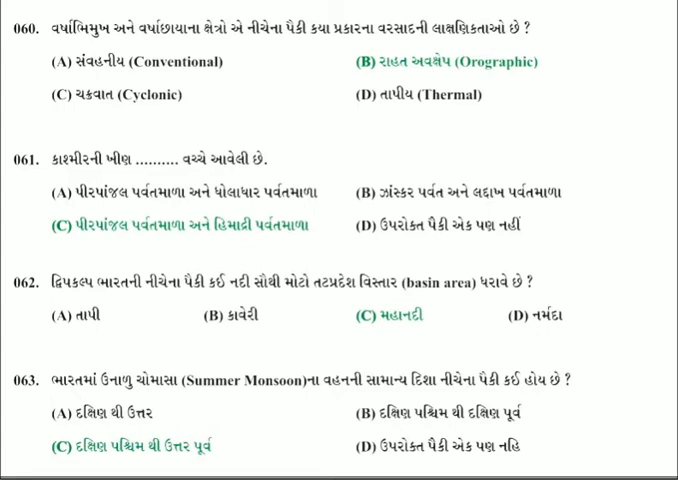 060. વર્ષાભિમુખ અને વર્ષાછાયાના ક્ષેત્રો એ નીચેના પૈકી કયા પ્રકારના વરસાદની લાક્ષણિકતાઓ છે ?
(A) સંવહનીય (Conventional) (B) રાહત અવક્ષેપ (Orographic)
(C) ચક્રવાત (Cyclonic) (D) તાપીય (Thermal)
061. કાશ્મીરની ખીણ .......... વચ્ચે આવેલી છે.
(A) પીરપાંજલ પર્વતમાળા અને ધોલાધાર પર્વતમાળા (B) ઝાંસ્કર પર્વત અને લદ્દાખ પર્વતમાળા
(C) પીરપાંજલ પર્વતમાળા અને હિમાદ્રી પર્વતમાળા (D) ઉપરોક્ત પૈકી એક પણ નહીં
062. દ્વિપકલ્પ ભારતની નીચેના પૈકી કઈ નદી સૌથી મોટો તટપ્રદેશ વિસ્તાર (basin area) ધરાવે છે ?
(A) તાપી (B) કાવેરી (C) મહાનદી (D) નર્મદા
063. ભારતમાં ઉનાળુ ચોમાસા (Summer Monsoon)ના વહનની સામાન્ય દિશા નીચેના પૈકી કઈ હોય છે ?
(A) દક્ષિણ થી ઉત્તર (B) દક્ષિણ પશ્ચિમ થી દક્ષિણ પૂર્વ
(C) દક્ષિણ પશ્ચિમ થી ઉત્તર પૂર્વ (D) ઉપરોક્ત પૈકી એક પણ નહિ